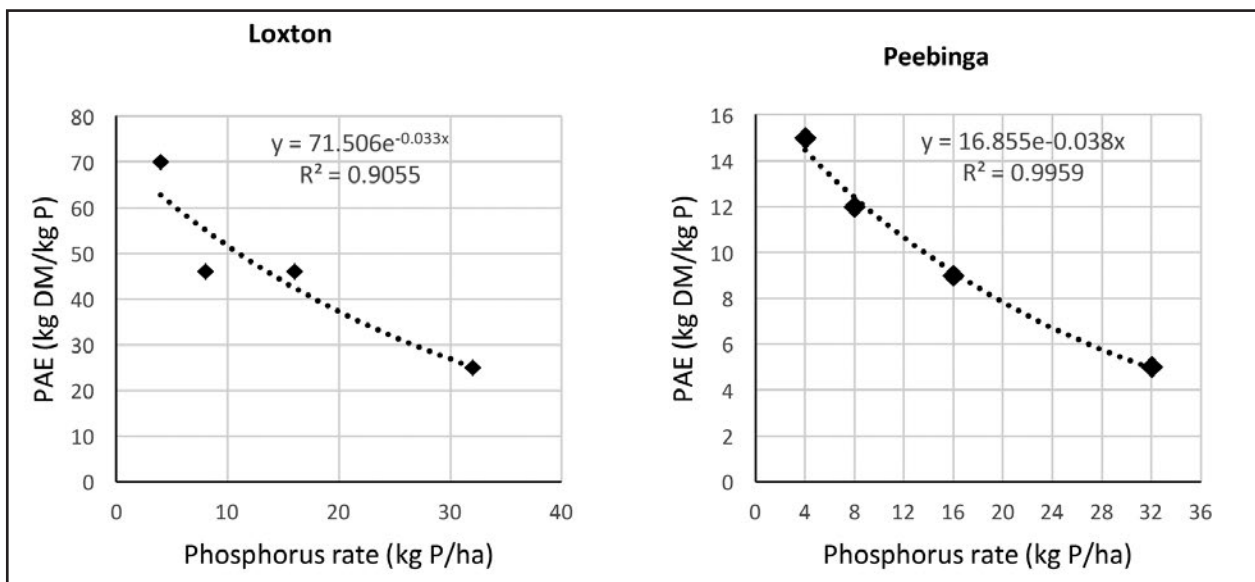 Loxton
PAE (kg DM/kg P)
80
70
60
50
40
30
20
10
0
y = 71.506e^-0.033x
R² = 0.9055
0 10 20 30 40
Phosphorus rate (kg P/ha)
Peebinga
PAE (kg DM/kg P)
16
14
12
10
8
6
4
2
0
y = 16.855e-0.038x
R² = 0.9959
0 4 8 12 16 20 24 28 32 36
Phosphorus rate (kg P/ha)